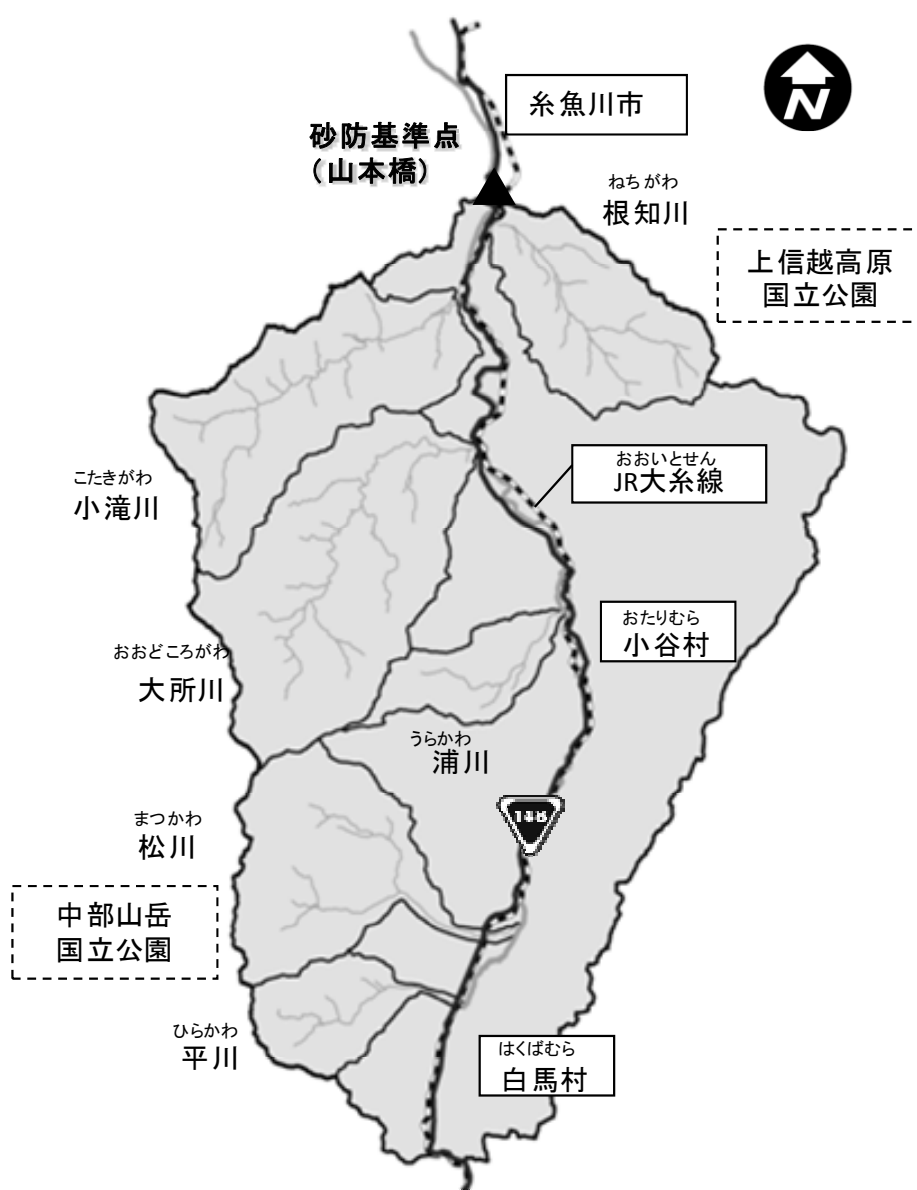 糸魚川市
N
砂防基準点
(山本橋)
ねちがわ
根知川
上信越高原
国立公園
おおいとせん
JR大糸線
こたきがわ
小滝川
おたりむら
小谷村
おおどころがわ
大所川
うらかわ
浦川
148
まつかわ
松川
中部山岳
国立公園
ひらかわ
平川
はくばむら
白馬村